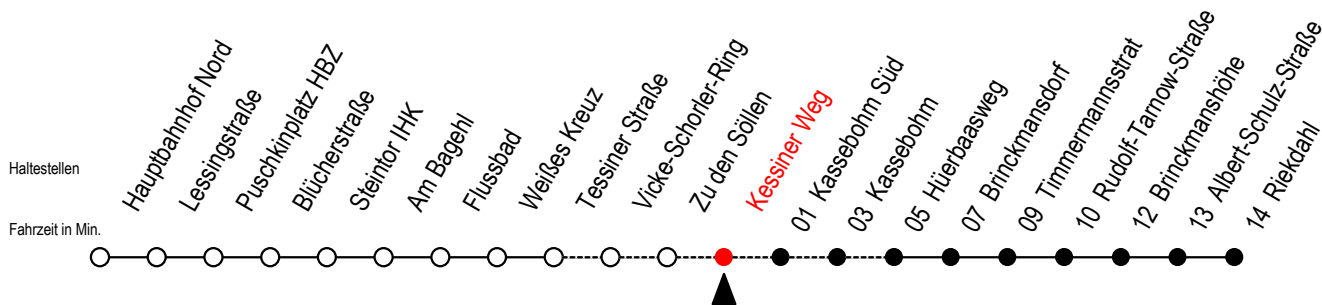 Haltestellen
Fahrzeit in Min.
Hauptbahnhof Nord
Lessingstraße
Puschkinplatz HBZ
Blücherstraße
Steintor IHK
Am Bagehl
Flussbad
Weißes Kreuz
Tessiner Straße
Vicke-Schorler-Ring
Zu den Söllen
Kessiner Weg
01 Kassebohm Süd
03 Kassebohm
05 Hüerbaasweg
07 Brinckmansdorf
09 Timmermannsstrat
10 Rudolf-Tarnow-Straße
12 Brinckmanshöhe
13 Albert-Schulz-Straße
14 Riekdahl